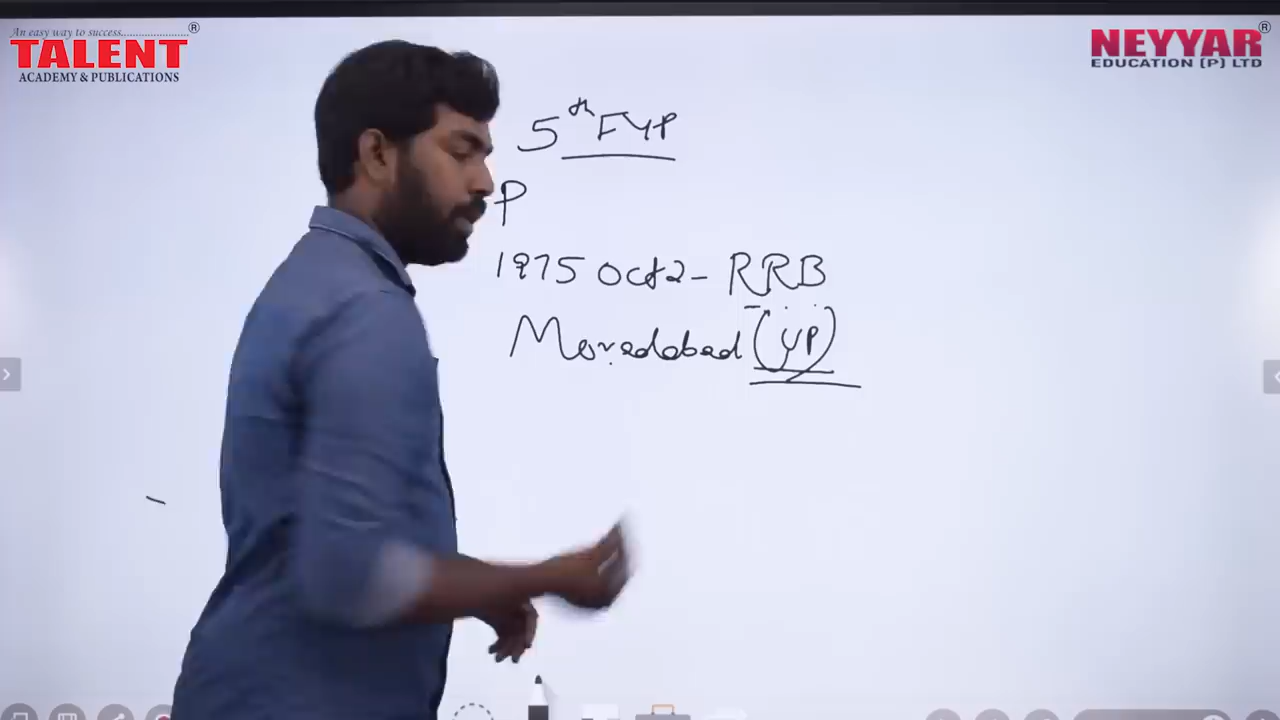 An easy way to success.....................
TALENT®
ACADEMY & PUBLICATIONS
NEYYAR®
EDUCATION (P) LTD
5th FYP
P
1975 Oct 2 - RRB
Moradabad (UP)